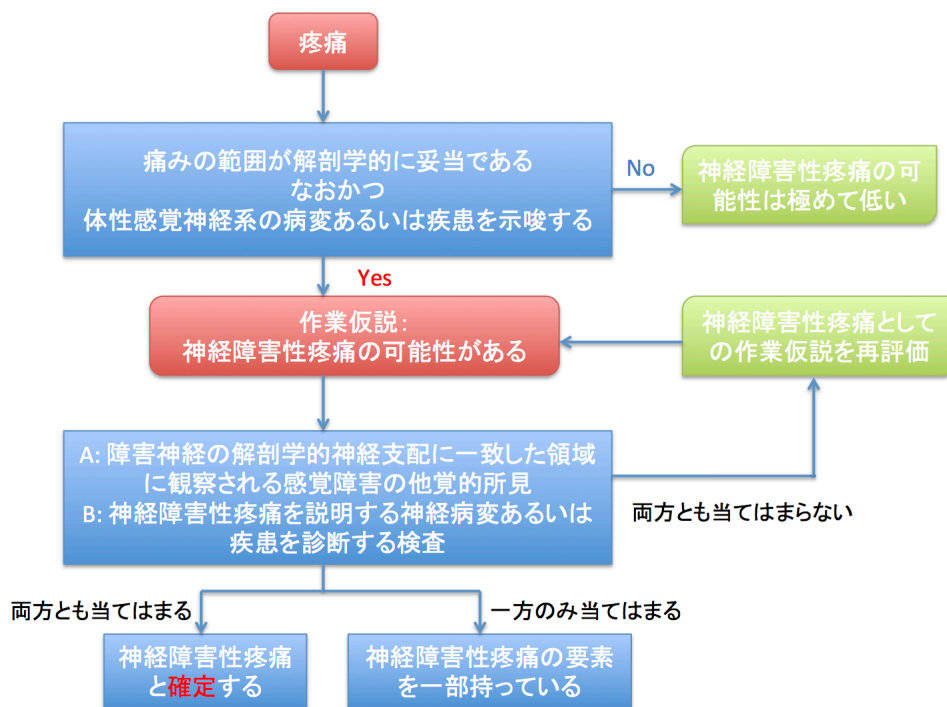 疼痛
痛みの範囲が解剖学的に妥当である
なおかつ
体性感覚神経系の病変あるいは疾患を示唆する
No
神経障害性疼痛の可
能性は極めて低い
Yes
作業仮説:
神経障害性疼痛の可能性がある
神経障害性疼痛として
の作業仮説を再評価
A: 障害神経の解剖学的神経支配に一致した領域
に観察される感覚障害の他覚的所見
B: 神経障害性疼痛を説明する神経病変あるいは
疾患を診断する検査
両方とも当てはまらない
両方とも当てはまる
一方のみ当てはまる
神経障害性疼痛
と確定する
神経障害性疼痛の要素
を一部持っている